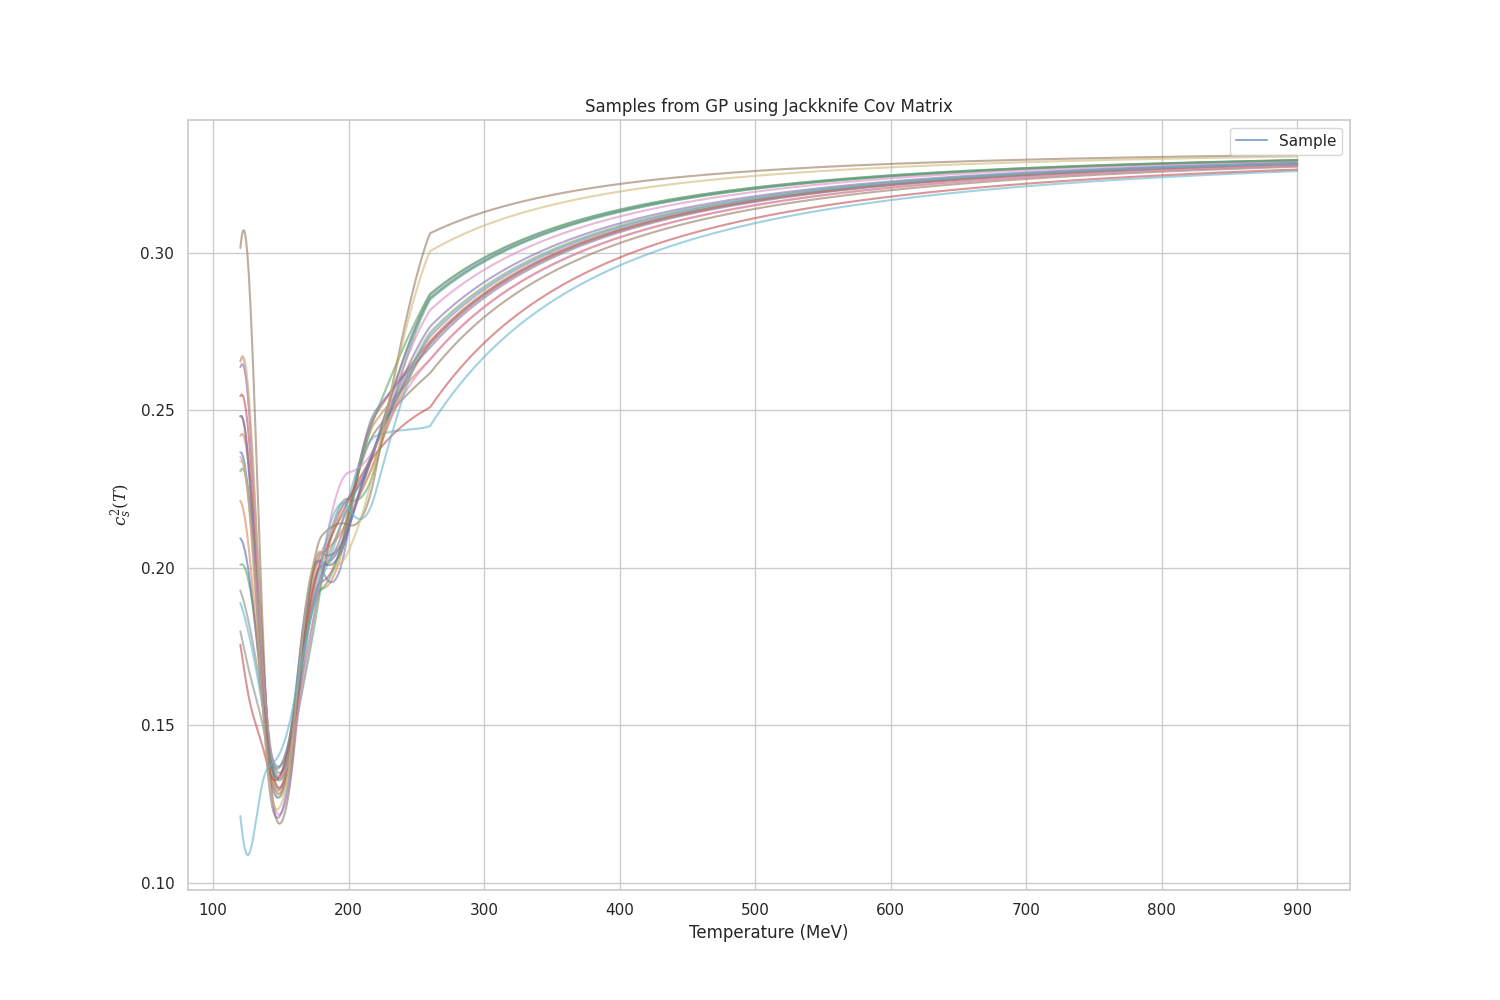 Samples from GP using Jackknife Cov Matrix
Sample
0.30
0.25
0.20
0.15
0.10
c_s^2(T)
100 200 300 400 500 600 700 800 900
Temperature (MeV)